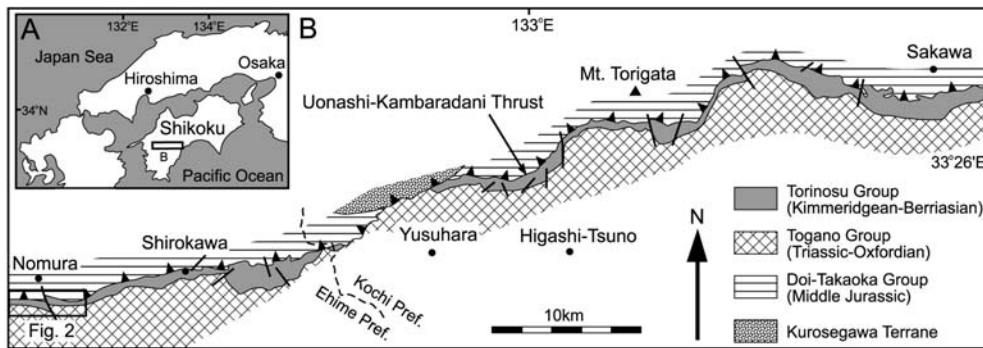 A
132°E
134°E
Japan Sea
Osaka
Hiroshima
34°N
Shikoku
B
Pacific Ocean
B
133°E
Sakawa
Mt. Torigata
Uonashi-Kambaradani Thrust
33°26'E
Torinosu Group
(Kimmeridgean-Berriasian)
Togano Group
(Triassic-Oxfordian)
Doi-Takaoka Group
(Middle Jurassic)
Kurosegawa Terrane
N
Yusuhara
Higashi-Tsuno
Shirokawa
Nomura
Kochi Pref.
Ehime Pref.
Fig. 2
10km